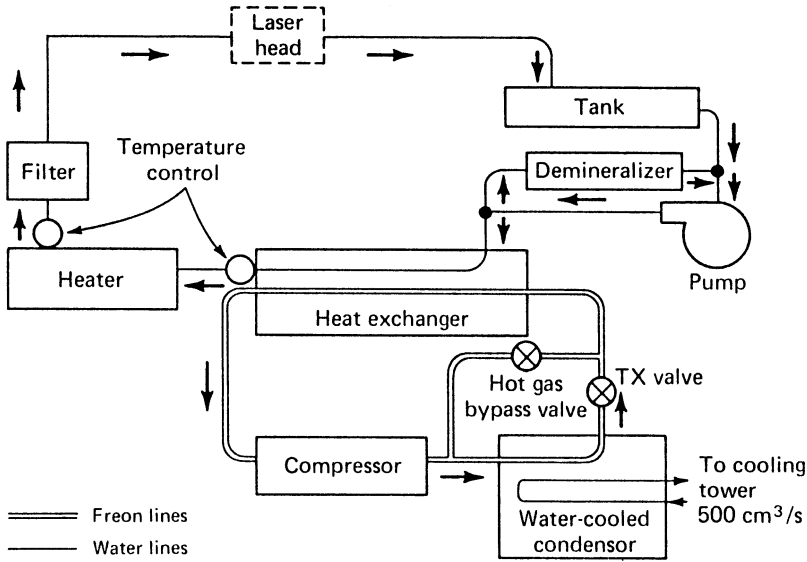 Laser
head
Tank
Temperature
control
Filter
Demineralizer
Heater
Pump
Heat exchanger
TX valve
Hot gas
bypass valve
Compressor
To cooling
tower
500 cm³/s
Water-cooled
condensor
Freon lines
Water lines